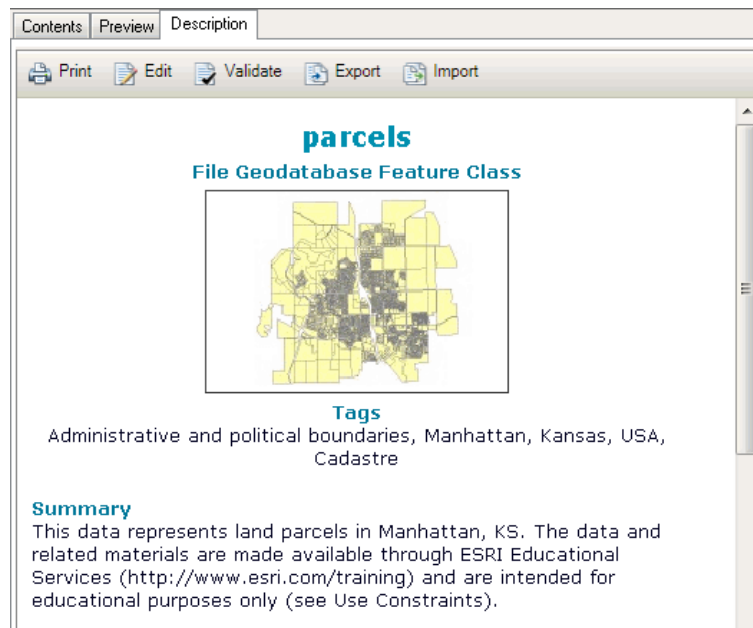 Contents Preview Description
Print Edit Validate Export Import
parcels
File Geodatabase Feature Class
Tags
Administrative and political boundaries, Manhattan, Kansas, USA,
Cadastre
Summary
This data represents land parcels in Manhattan, KS. The data and
related materials are made available through ESRI Educational
Services (http://www.esri.com/training) and are intended for
educational purposes only (see Use Constraints).